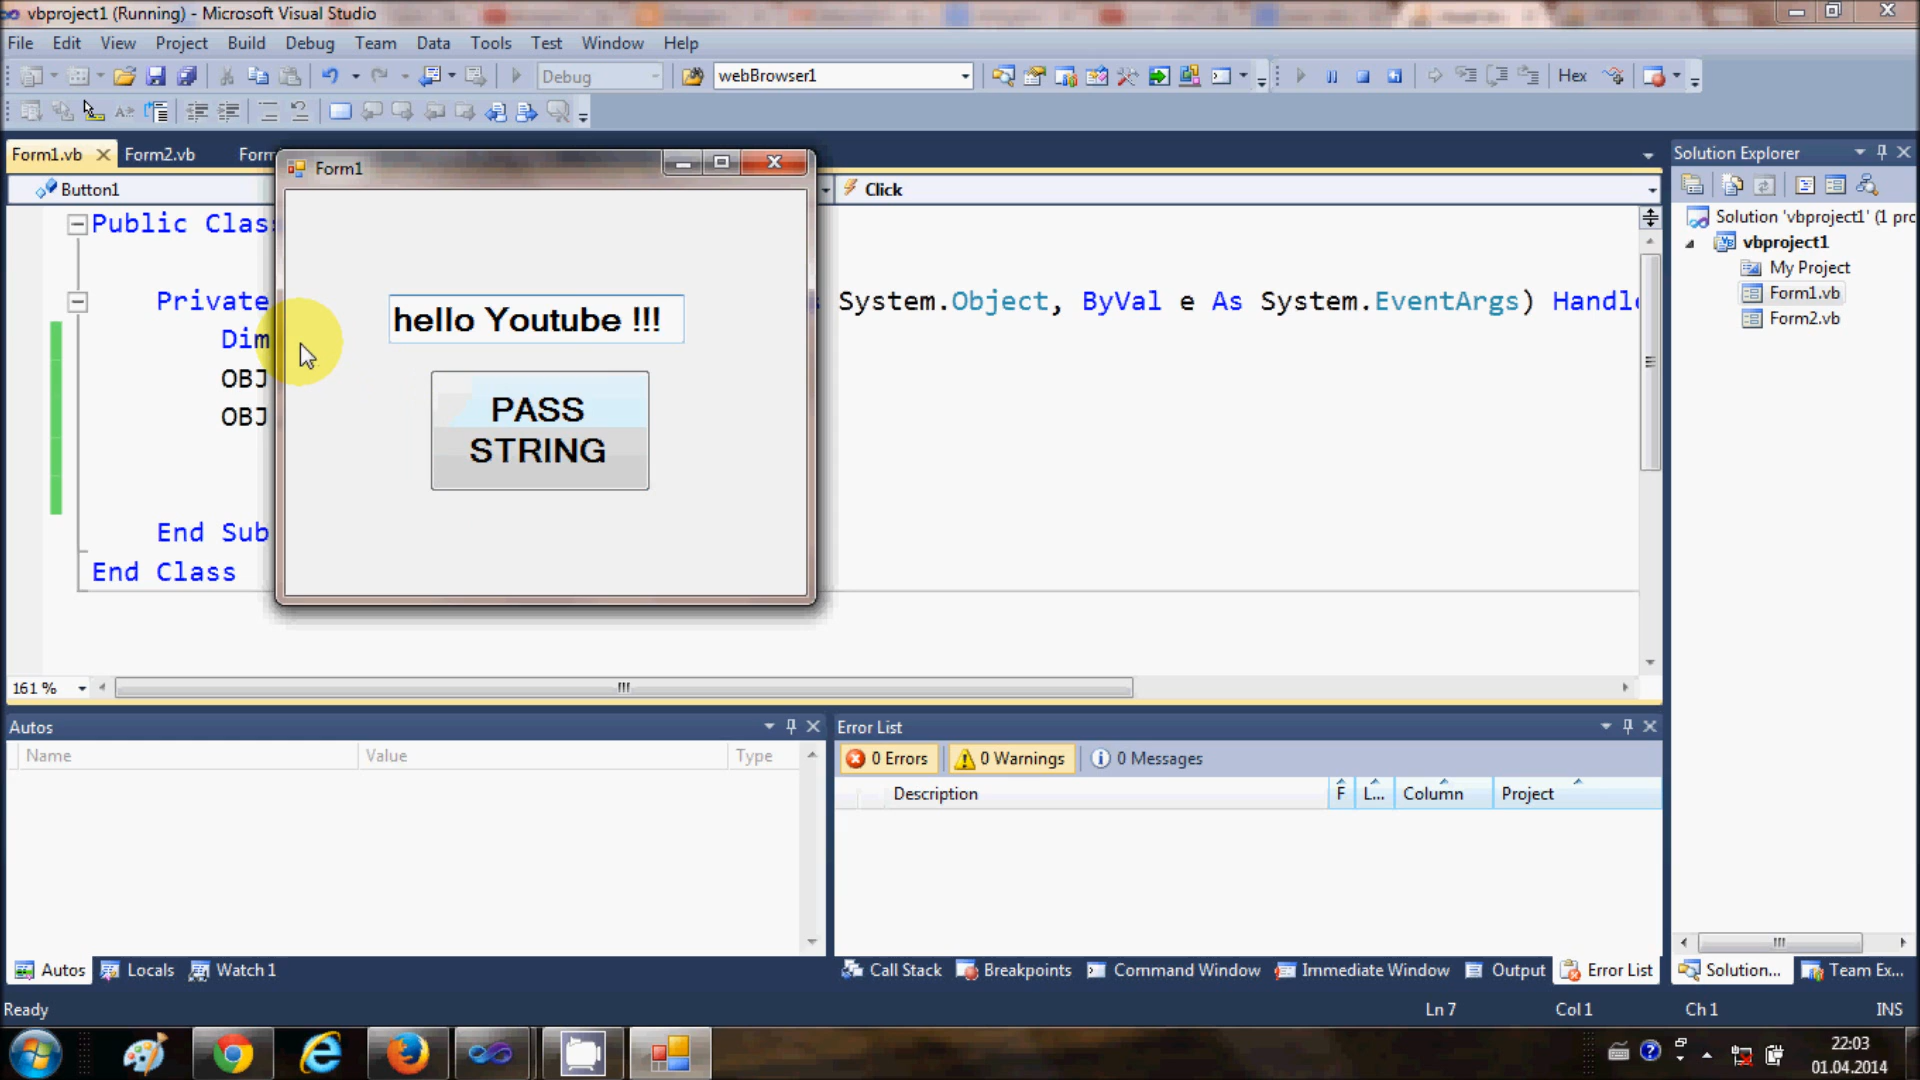 vbproject1 (Running) - Microsoft Visual Studio
File Edit View Project Build Debug Team Data Tools Test Window Help
Debug webBrowser1 Hex
Form1.vb Form2.vb
Solution Explorer
Form1
Button1
Click
Public
Private
System.Object, ByVal e As System.EventArgs)
Dim
OBJ
OBJ
End Sub
End Class
hello Youtube !!!
PASS
STRING
Solution 'vbproject1' (1
vbproject1
My Project
Form1.vb
Form2.vb
161 %
Autos
Name Value Type
Error List
0 Errors 0 Warnings 0 Messages
Description F L... Column Project
Autos Locals Watch 1
Call Stack Breakpoints Command Window Immediate Window Output Error List
Solution... Team Ex...
Ready Ln 7 Col 1 Ch 1 INS
22:03
01.04.2014